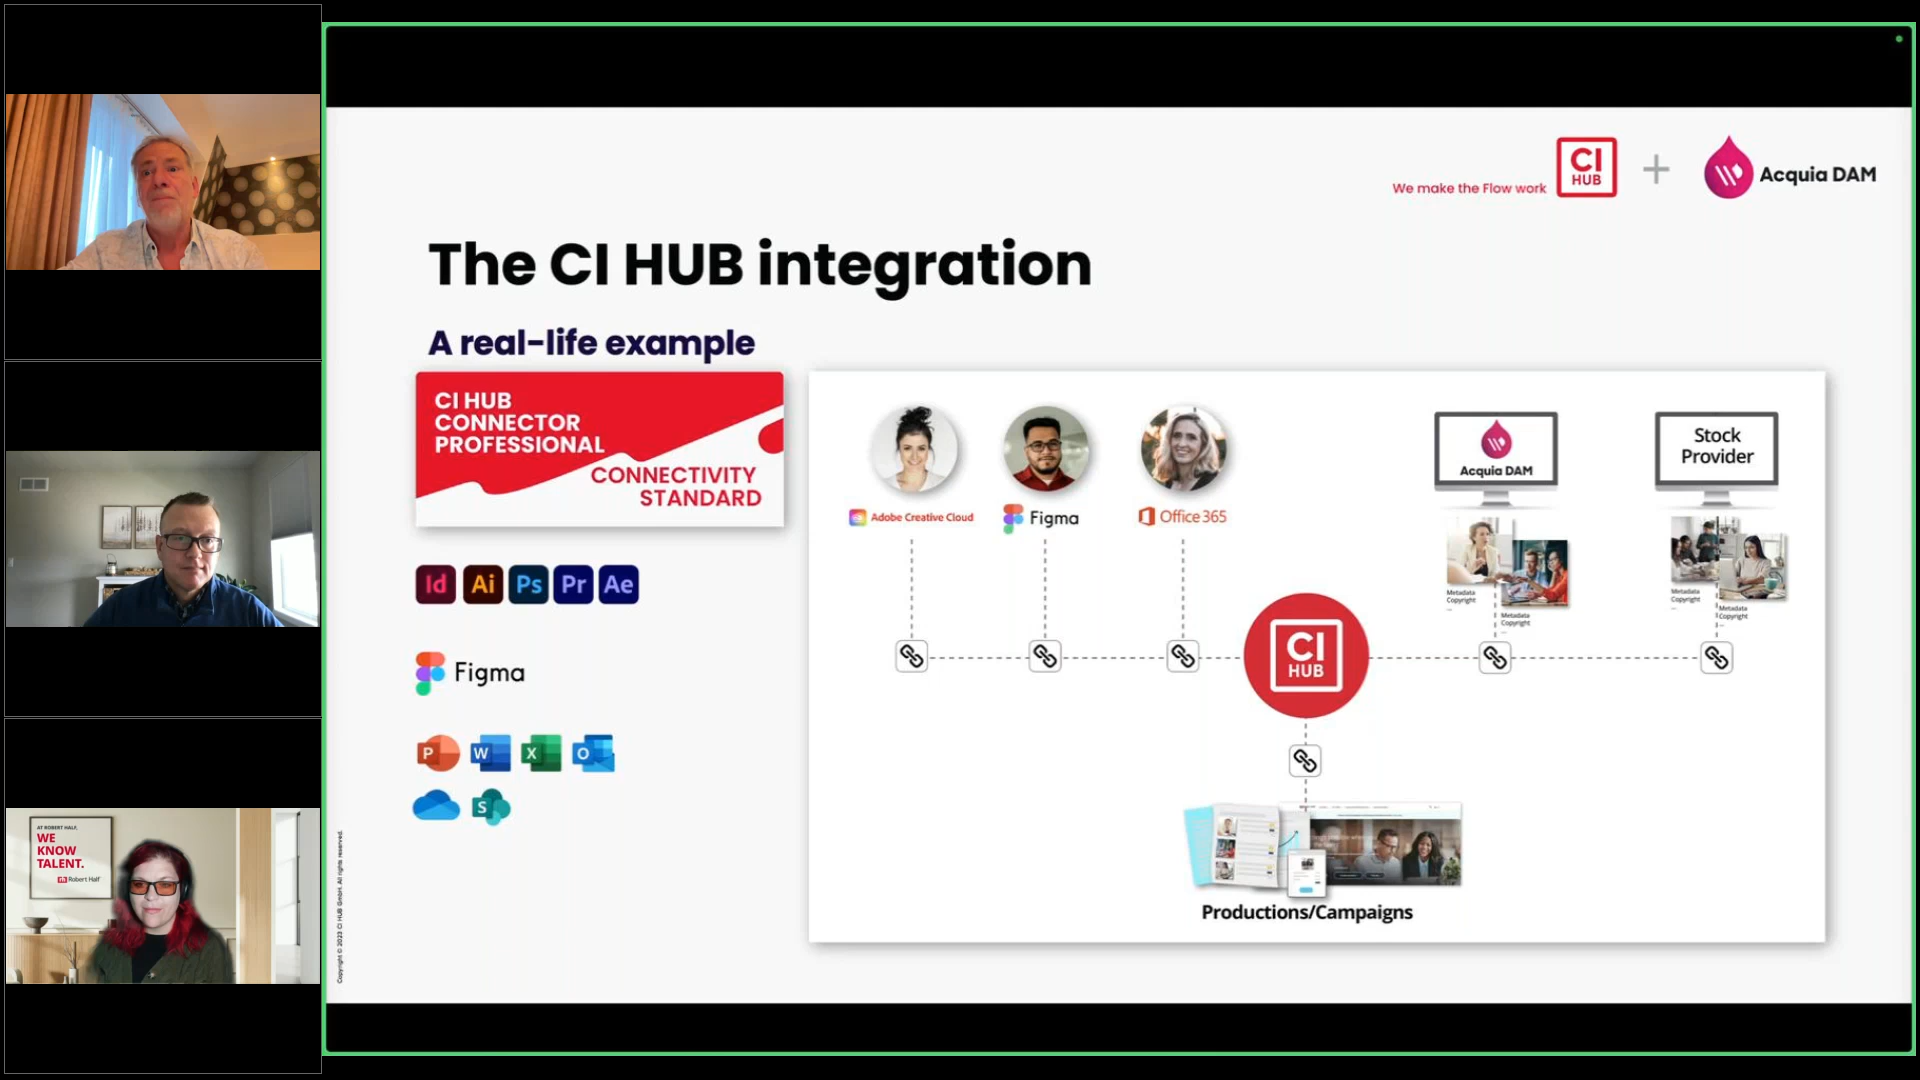 AT ROBERT HALF,
WE
KNOW
TALENT.
rh Robert Half
We make the Flow work
CI
HUB
+
Acquia DAM
The CI HUB integration
A real-life example
CI HUB
CONNECTOR
PROFESSIONAL
CONNECTIVITY
STANDARD
Id Ai Ps Pr Ae
Figma
P W X O
S
Adobe Creative Cloud
Figma
Office 365
Acquia DAM
Stock
Provider
Metadata
Copyright
...
Metadata
Copyright
...
Metadata
Copyright
...
Metadata
Copyright
...
CI
HUB
Productions/Campaigns
Copyright © 2023 CI HUB GmbH. All rights reserved.